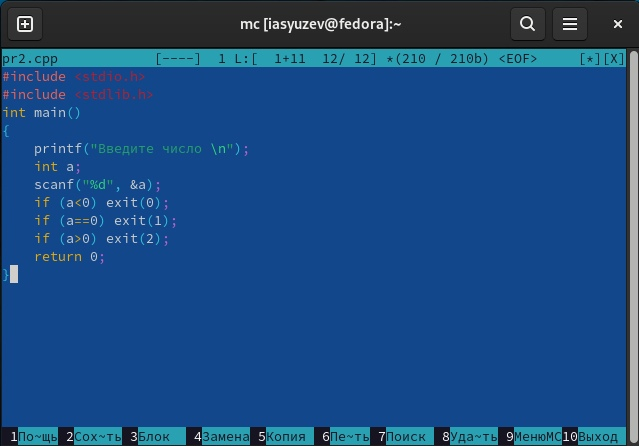 mc [iasyuzev@fedora]:~
pr2.cpp [----] 1 L:[ 1+11 12/ 12] *(210 / 210b) <EOF> [*][X]
#include <stdio.h>
#include <stdlib.h>
int main()
{
    printf("Введите число \n");
    int a;
    scanf("%d", &a);
    if (a<0) exit(0);
    if (a==0) exit(1);
    if (a>0) exit(2);
    return 0;
}
1По~щь 2Сох~ть 3Блок 4Замена 5Копия 6Пе~ть 7Поиск 8Уда~ть 9МенюMC 10Выход